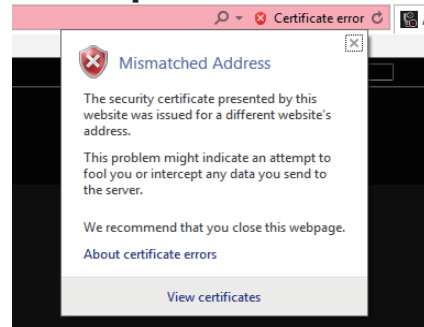 Certificate error
Mismatched Address
The security certificate presented by this
website was issued for a different website's
address.
This problem might indicate an attempt to
fool you or intercept any data you send to
the server.
We recommend that you close this webpage.
About certificate errors
View certificates